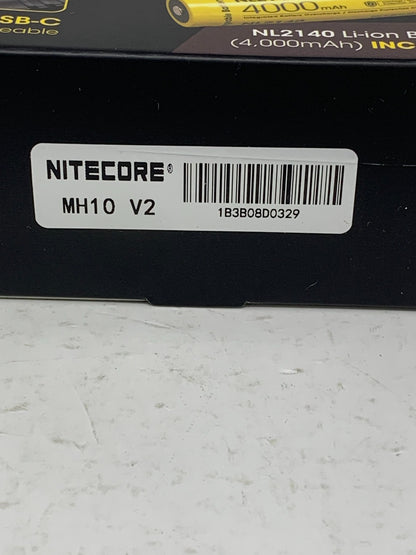 SB-C
eable
4000mAh
NL2140 Li-ion B
(4,000mAh) INC
NITECORE®
MH10 V2
1B3B08D0329